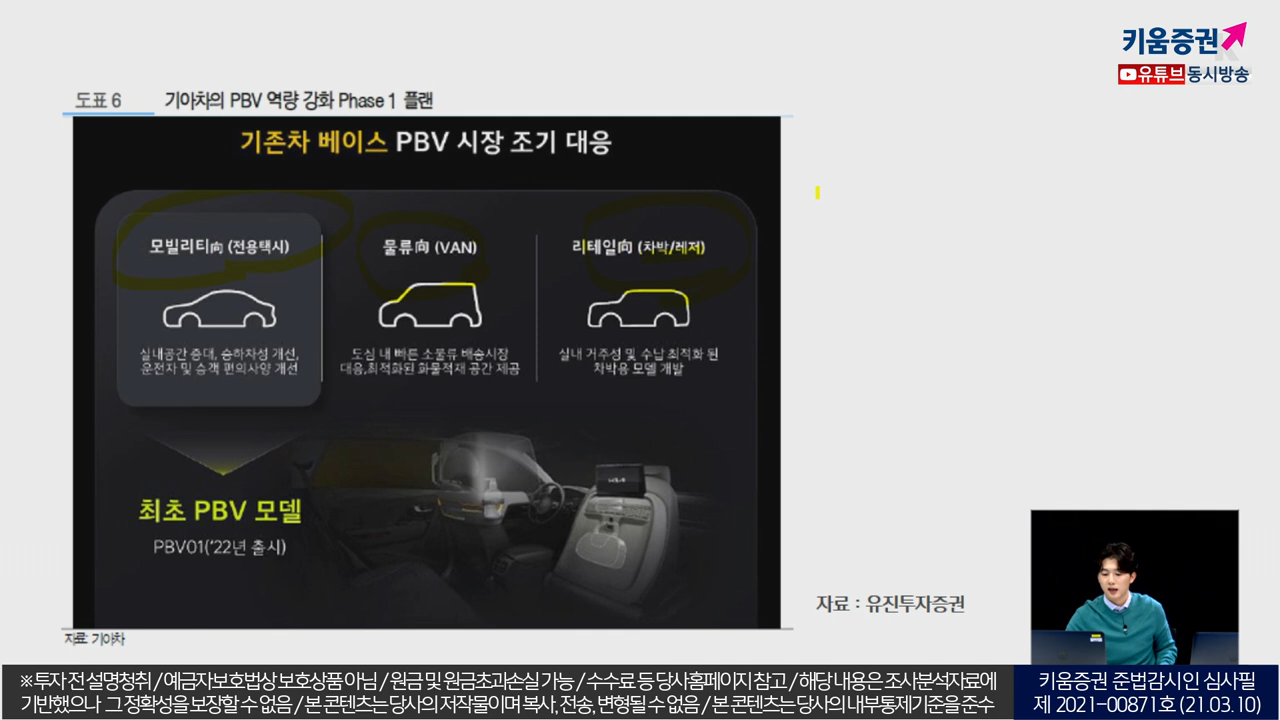 키움증권
유튜브 동시방송
도표 6 기아차의 PBV 역량 강화 Phase 1 플랜
기존차 베이스 PBV 시장 조기 대응
모빌리티向 (전용택시)
실내공간 증대, 승하차성 개선,
운전자 및 승객 편의사양 개선
물류向 (VAN)
도심 내 빠른 소물류 배송시장
대응,최적화된 화물적재 공간 제공
리테일向 (차박/레저)
실내 거주성 및 수납 최적화 된
차박용 모델 개발
최초 PBV 모델
PBV01('22년 출시)
자료: 기아차
자료 : 유진투자증권
※ 투자 전 설명청취 / 예금자보호법상 보호상품 아님 / 원금 및 원금초과손실 가능 / 수수료 등 당사홈페이지 참고 / 해당 내용은 조사분석자료에
기반했으나 그 정확성을 보장할 수 없음 / 본 콘텐츠는 당사의 저작물이며 복사, 전송, 변형될 수 없음 / 본 콘텐츠는 당사의 내부통제기준을 준수
키움증권 준법감시인 심사필
제 2021-00871호 (21.03.10)